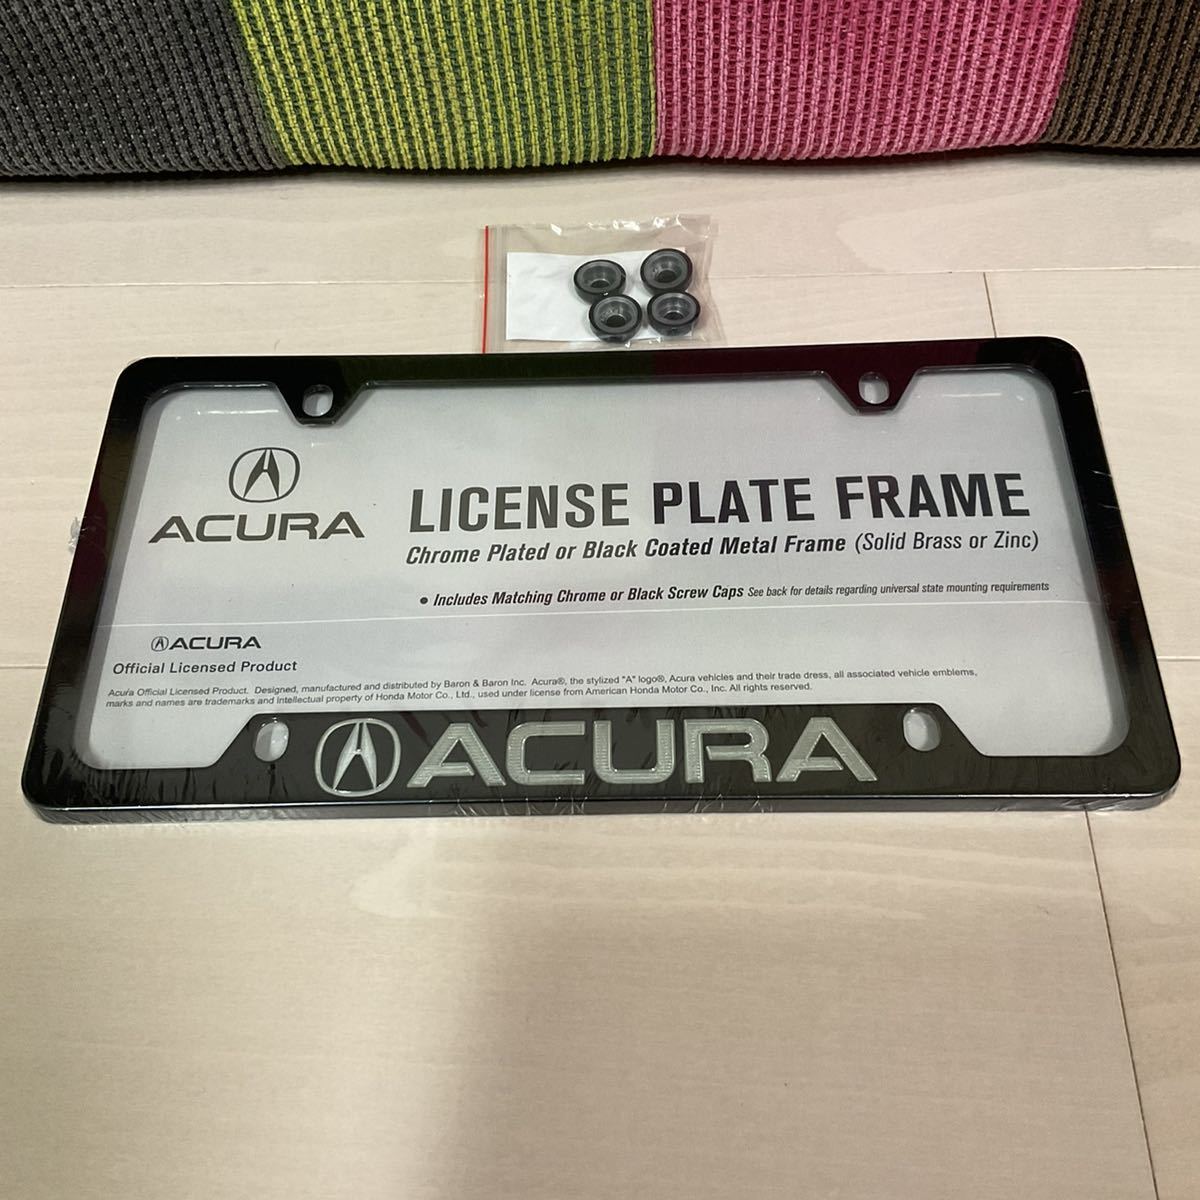 ACURA
LICENSE PLATE FRAME
Chrome Plated or Black Coated Metal Frame (Solid Brass or Zinc)
• Includes Matching Chrome or Black Screw Caps See back for details regarding universal state mounting requirements
ACURA
Official Licensed Product
Acura Official Licensed Product. Designed, manufactured and distributed by Baron & Baron Inc. Acura®, the stylized "A" logo®, Acura vehicles and their trade dress, all associated vehicle emblems,
marks and names are trademarks and intellectual property of Honda Motor Co., Ltd., used under license from American Honda Motor Co., Inc. All rights reserved.
ACURA